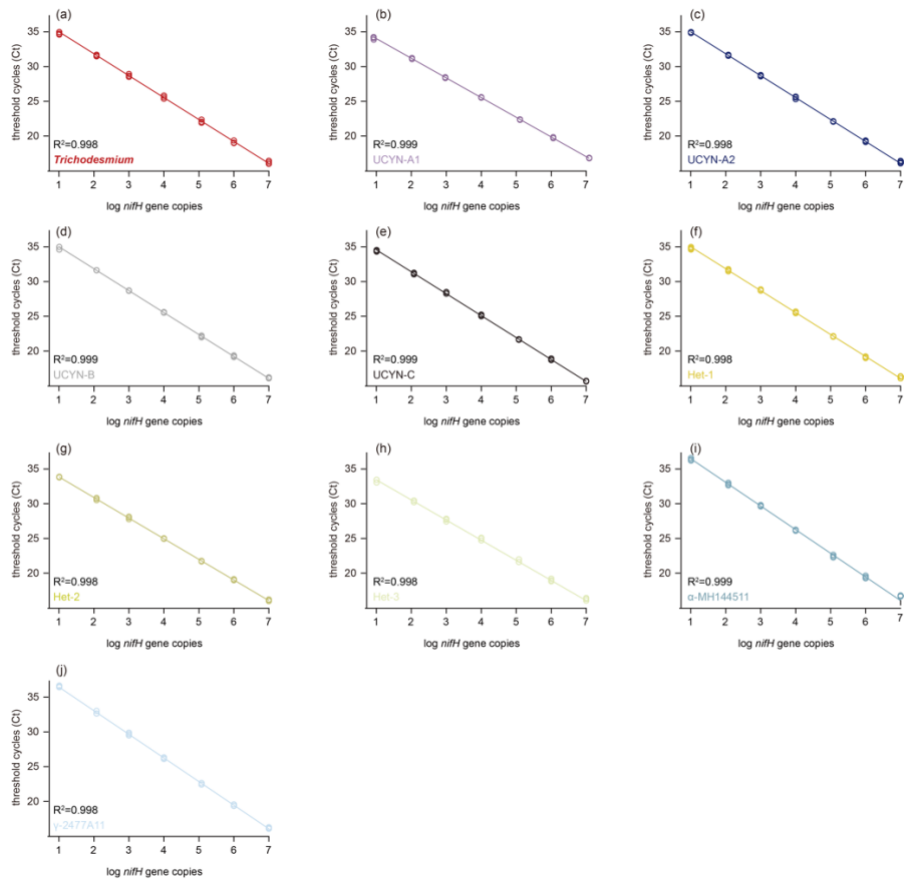 (a)
35
30
25
20
threshold cycles (Ct)
R²=0.998
Trichodesmium
1 2 3 4 5 6 7
log nifH gene copies
(b)
35
30
25
20
threshold cycles (Ct)
R²=0.999
UCYN-A1
1 2 3 4 5 6 7
log nifH gene copies
(c)
35
30
25
20
threshold cycles (Ct)
R²=0.998
UCYN-A2
1 2 3 4 5 6 7
log nifH gene copies
(d)
35
30
25
20
threshold cycles (Ct)
R²=0.999
UCYN-B
1 2 3 4 5 6 7
log nifH gene copies
(e)
35
30
25
20
threshold cycles (Ct)
R²=0.999
UCYN-C
1 2 3 4 5 6 7
log nifH gene copies
(f)
35
30
25
20
threshold cycles (Ct)
R²=0.998
Het-1
1 2 3 4 5 6 7
log nifH gene copies
(g)
35
30
25
20
threshold cycles (Ct)
R²=0.998
Het-2
1 2 3 4 5 6 7
log nifH gene copies
(h)
35
30
25
20
threshold cycles (Ct)
R²=0.998
Het-3
1 2 3 4 5 6 7
log nifH gene copies
(i)
35
30
25
20
threshold cycles (Ct)
R²=0.999
α-MH144511
1 2 3 4 5 6 7
log nifH gene copies
(j)
35
30
25
20
threshold cycles (Ct)
R²=0.998
γ-2477A11
1 2 3 4 5 6 7
log nifH gene copies